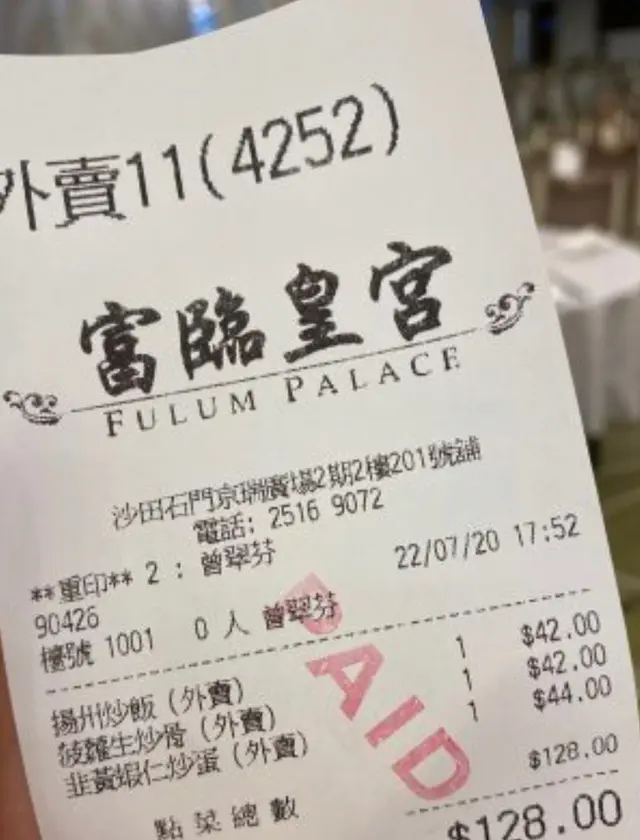 外賣11(4252)
富臨皇宮
FULUM PALACE
沙田石門京瑞廣場2期2樓201號舖
電話: 2516 9072
**重印** 2 : 曾翠芬 22/07/20 17:52
90426
檯號 1001 0 人 曾翠芬
揚州炒飯 (外賣) 1 $42.00
菠蘿生炒骨 (外賣) 1 $42.00
韭黃蝦仁炒蛋 (外賣) 1 $44.00
PAID
點菜總數 $128.00
$128.00